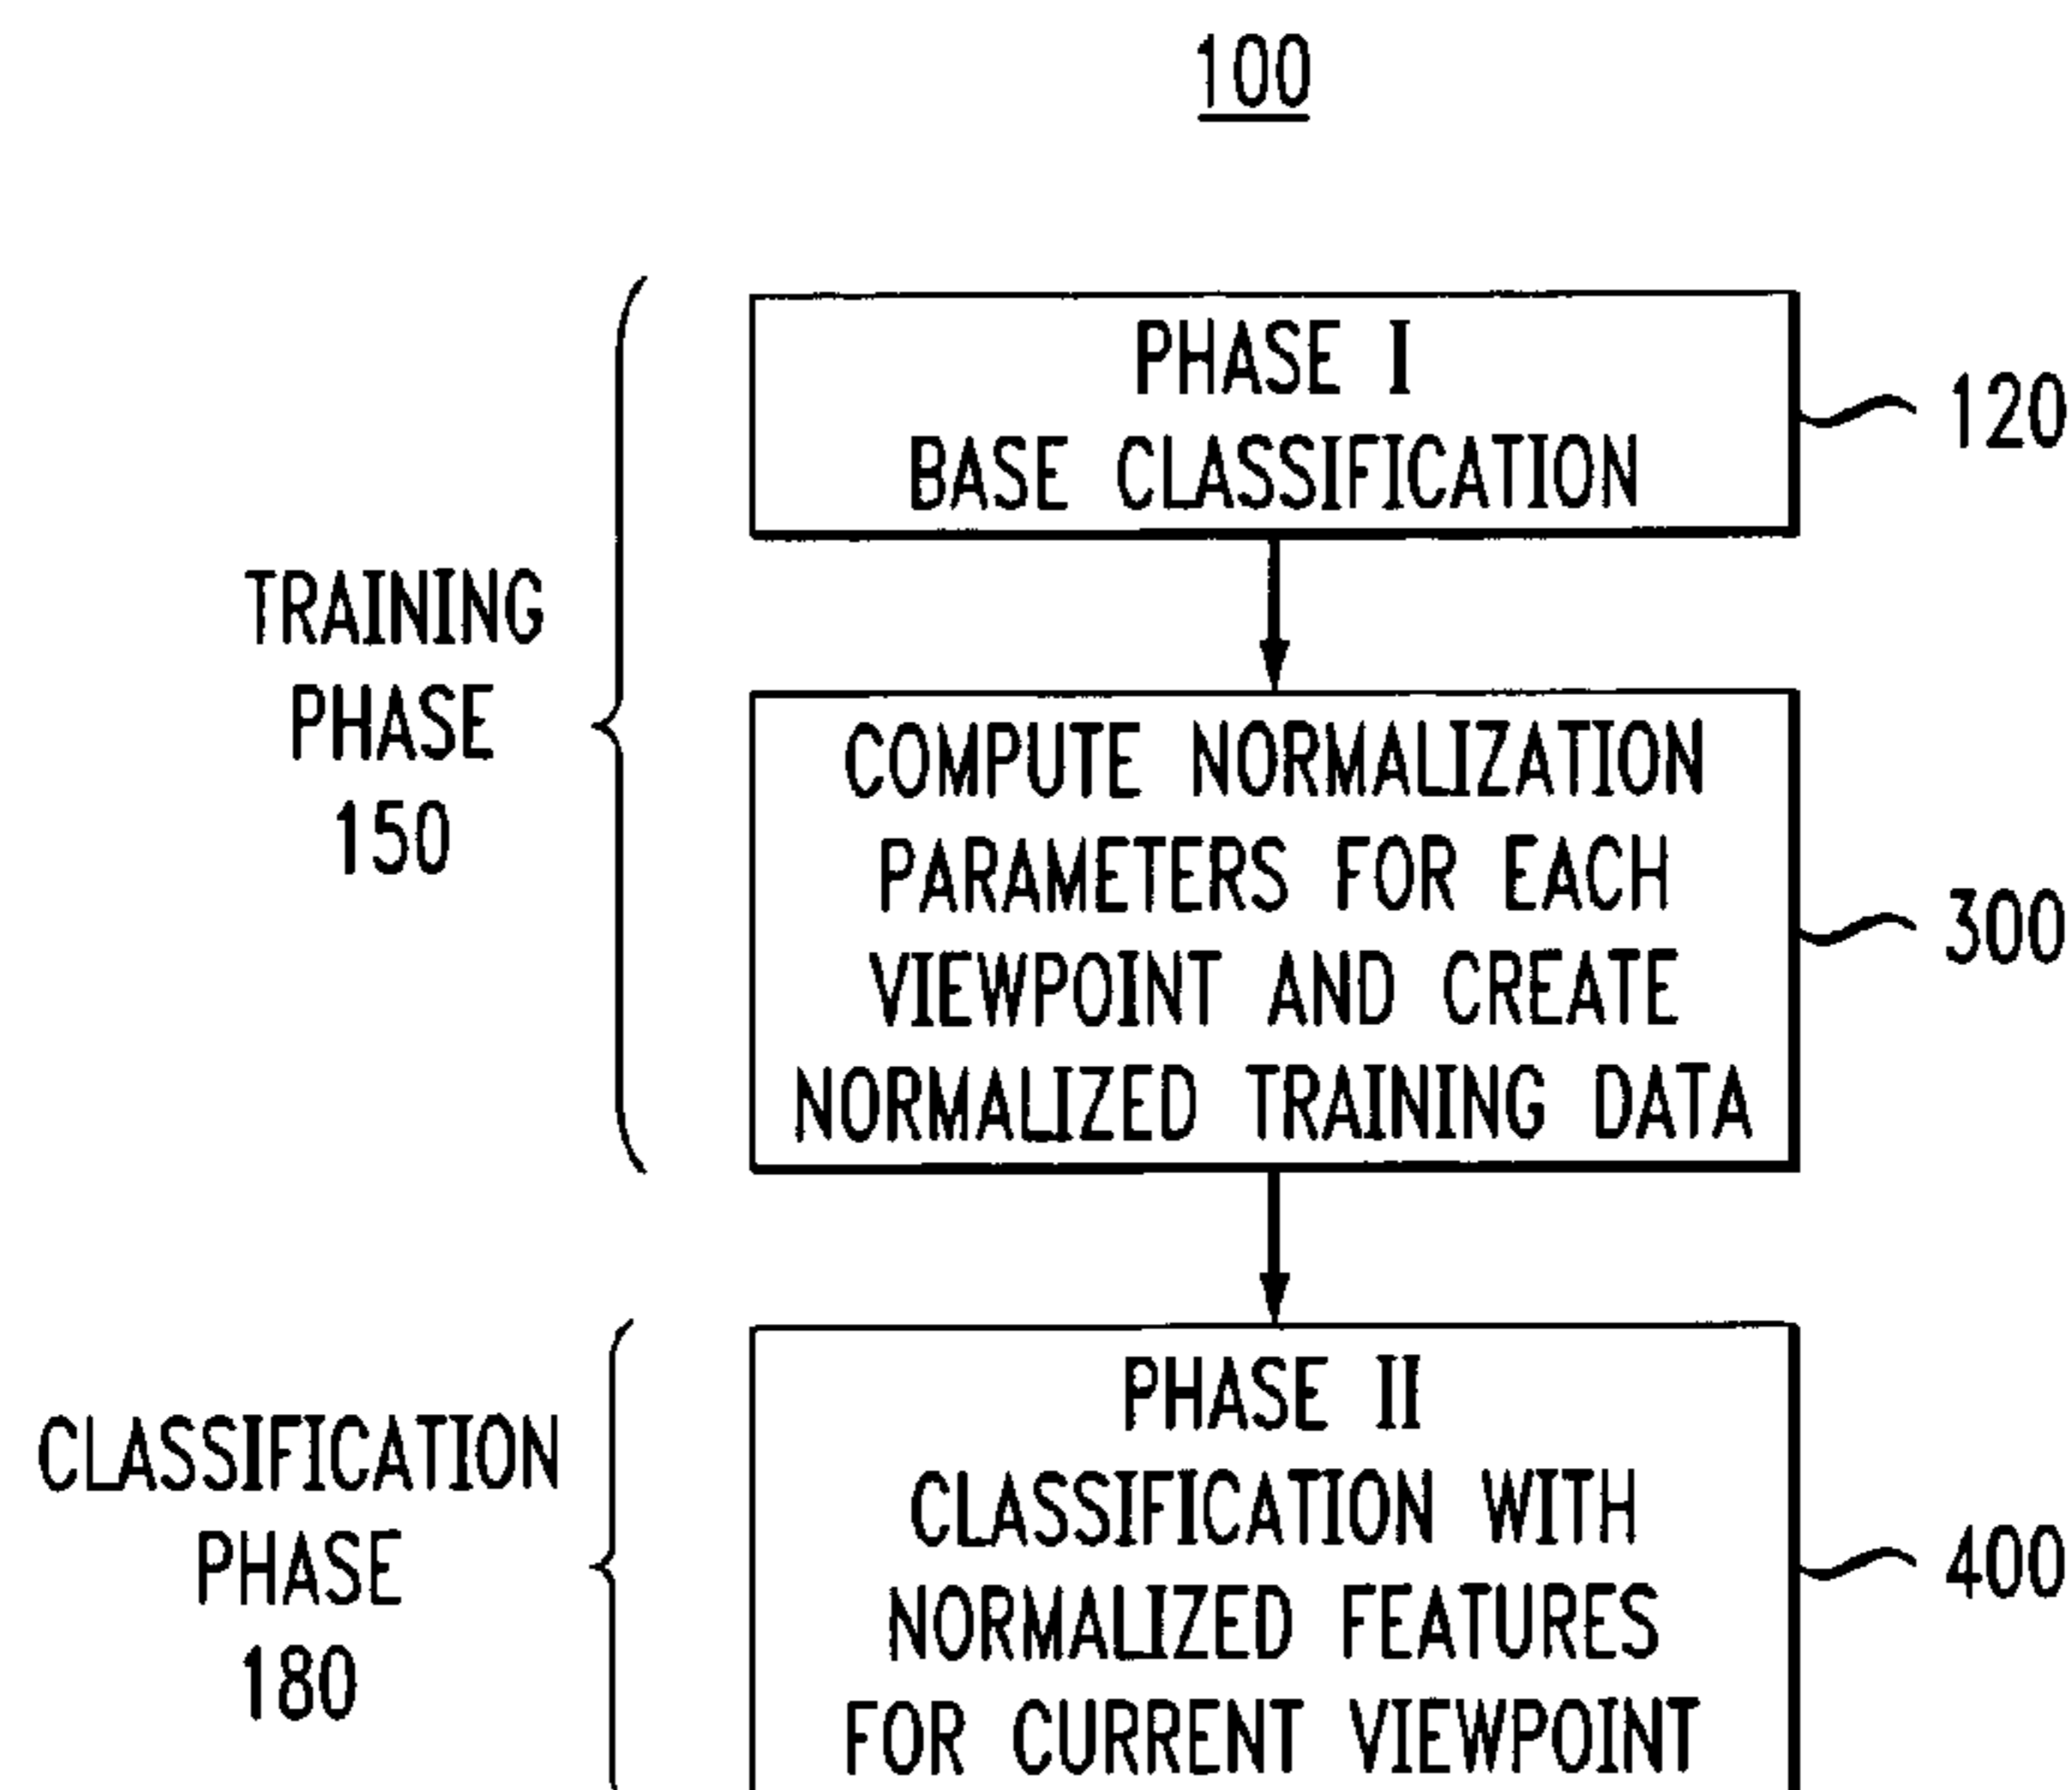 100
PHASE I
BASE CLASSIFICATION
120
TRAINING
PHASE
150
COMPUTE NORMALIZATION
PARAMETERS FOR EACH
VIEWPOINT AND CREATE
NORMALIZED TRAINING DATA
300
CLASSIFICATION
PHASE
180
PHASE II
CLASSIFICATION WITH
NORMALIZED FEATURES
FOR CURRENT VIEWPOINT
400